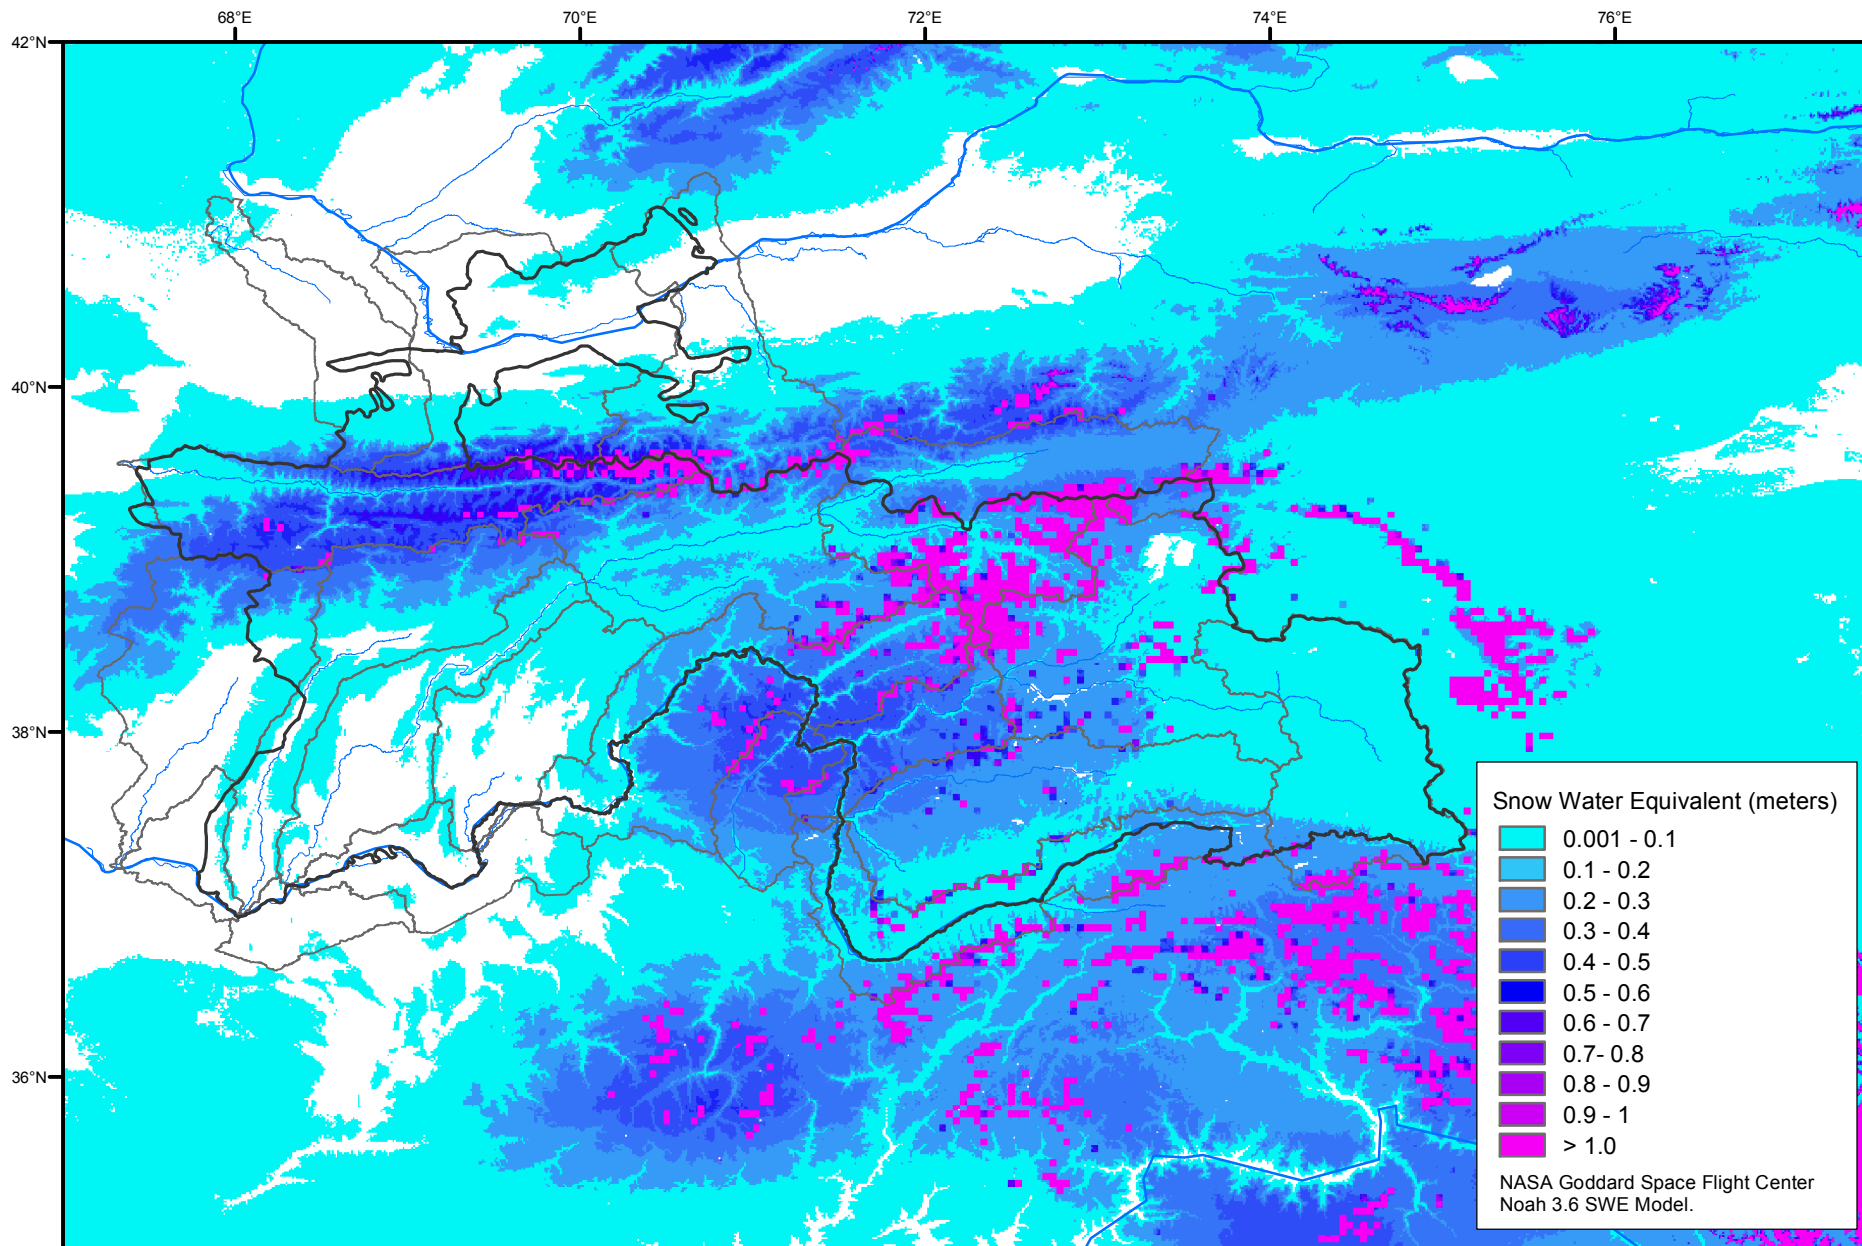 68°E
70°E
72°E
74°E
76°E
42°N
40°N
38°N
36°N
Snow Water Equivalent (meters)
0.001 - 0.1
0.1 - 0.2
0.2 - 0.3
0.3 - 0.4
0.4 - 0.5
0.5 - 0.6
0.6 - 0.7
0.7- 0.8
0.8 - 0.9
0.9 - 1
> 1.0
NASA Goddard Space Flight Center
Noah 3.6 SWE Model.